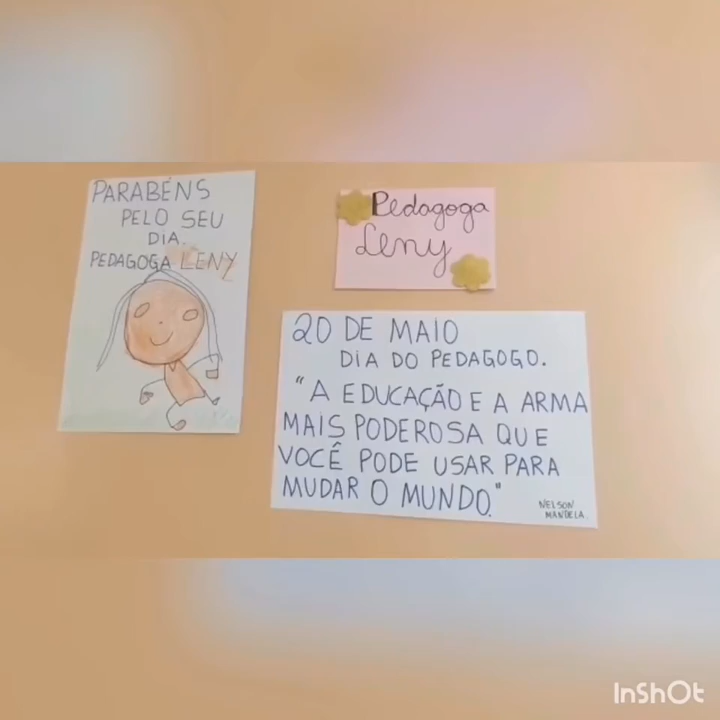 PARABÉNS
PELO SEU
DIA
PEDAGOGA LENY
Pedagoga
Leny
20 DE MAIO
DIA DO PEDAGOGO.
"A EDUCAÇÃO E A ARMA
MAIS PODEROSA QUE
VOCÊ PODE USAR PARA
MUDAR O MUNDO."
NELSON
MANDELA
InShOt